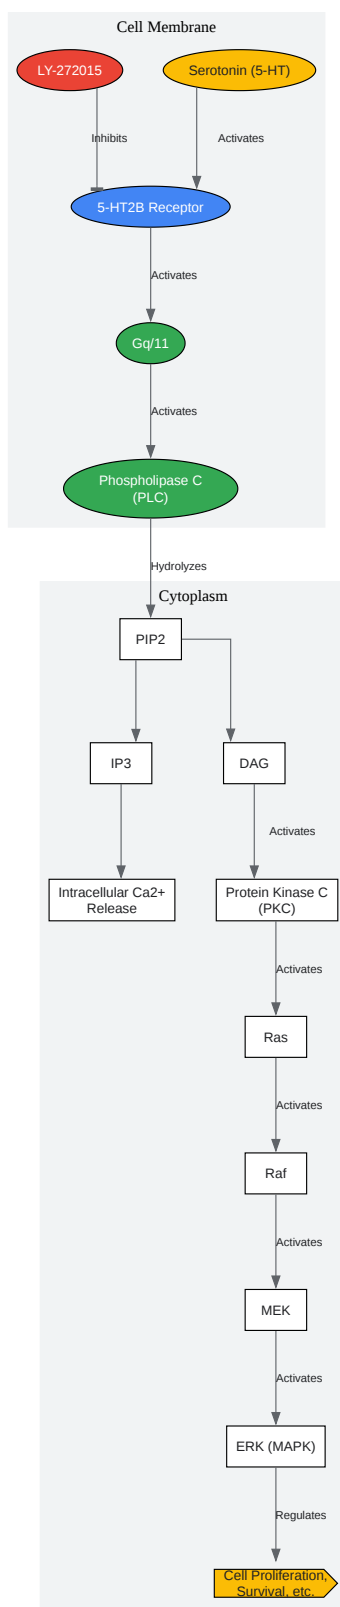 Cell Membrane
LY-272015
Serotonin (5-HT)
Inhibits
Activates
5-HT2B Receptor
Activates
Gq/11
Activates
Phospholipase C
(PLC)
Hydrolyzes
Cytoplasm
PIP2
IP3
DAG
Activates
Intracellular Ca2+
Release
Protein Kinase C
(PKC)
Activates
Ras
Activates
Raf
Activates
MEK
Activates
ERK (MAPK)
Regulates
Cell Proliferation,
Survival, etc.